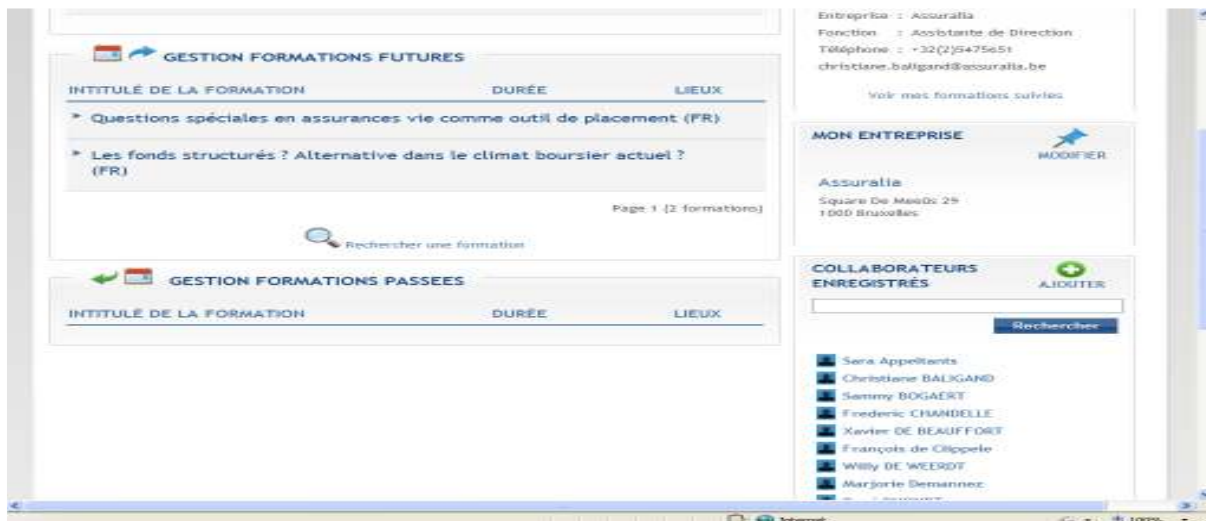 GESTION FORMATIONS FUTURES
INTITULÉ DE LA FORMATION DURÉE LIEUX
Questions spéciales en assurances vie comme outil de placement (FR)
Les fonds structurés ? Alternative dans le climat boursier actuel ?
(FR)
Page 1 (2 formations)
Rechercher une formation
GESTION FORMATIONS PASSEES
INTITULÉ DE LA FORMATION DURÉE LIEUX
Entreprise : Assuralia
Fonction : Assistante de Direction
Téléphone : +32(2)5475651
christiane.baligand@assuralia.be
Voir mes formations suivies
MON ENTREPRISE
MODIFIER
Assuralia
Square De Meeûs 29
1000 Bruxelles
COLLABORATEURS
ENREGISTRÉS
AJOUTER
Rechercher
Sara Appeltants
Christiane BALIGAND
Sammy BOGAERT
Frederic CHANDELLE
Xavier DE BEAUFFORT
François de Clippele
Willy DE WEERDT
Marjorie Demannez
Internet
100%